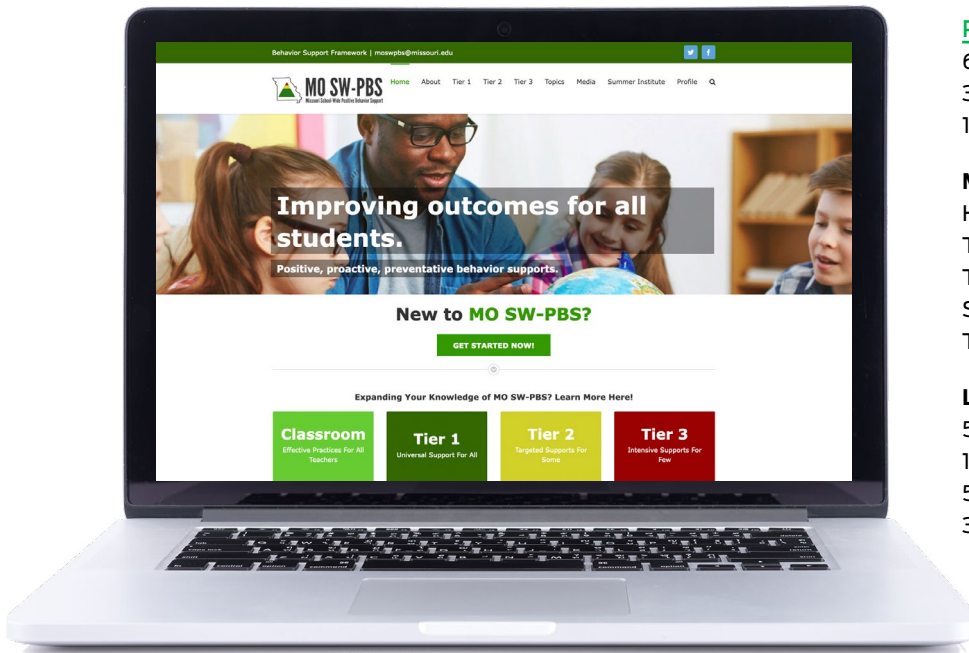 Behavior Support Framework | moswpbs@missouri.edu
MO SW-PBS
Missouri School-Wide Positive Behavior Support
Home About Tier 1 Tier 2 Tier 3 Topics Media Summer Institute Profile
Improving outcomes for all
students.
Positive, proactive, preventative behavior supports.
New to MO SW-PBS?
GET STARTED NOW!
Expanding Your Knowledge of MO SW-PBS? Learn More Here!
Classroom
Effective Practices For All
Teachers
Tier 1
Universal Support For All
Tier 2
Targeted Supports For
Some
Tier 3
Intensive Supports For
Few